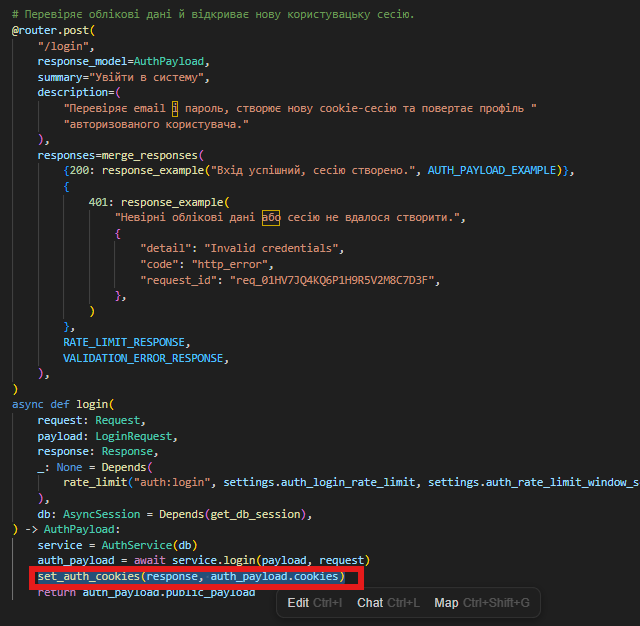 # Перевіряє облікові дані й відкриває нову користувацьку сесію.
@router.post(
    "/login",
    response_model=AuthPayload,
    summary="Увійти в систему",
    description=(
        "Перевіряє email і пароль, створює нову cookie-сесію та повертає профіль "
        "авторизованого користувача."
    ),
    responses=merge_responses(
        {200: response_example("Вхід успішний, сесію створено.", AUTH_PAYLOAD_EXAMPLE)},
        {
            401: response_example(
                "Невірні облікові дані або сесію не вдалося створити.",
                {
                    "detail": "Invalid credentials",
                    "code": "http_error",
                    "request_id": "req_01HV7JQ4KQ6P1H9R5V2M8C7D3F",
                },
            )
        },
        RATE_LIMIT_RESPONSE,
        VALIDATION_ERROR_RESPONSE,
    ),
)
async def login(
    request: Request,
    payload: LoginRequest,
    response: Response,
    _: None = Depends(
        rate_limit("auth:login", settings.auth_login_rate_limit, settings.auth_rate_limit_window_s
    ),
    db: AsyncSession = Depends(get_db_session),
) -> AuthPayload:
    service = AuthService(db)
    auth_payload = await service.login(payload, request)
    set_auth_cookies(response, auth_payload.cookies)
    return auth_payload.public_payload
Edit Ctrl+I Chat Ctrl+L Map Ctrl+Shift+G